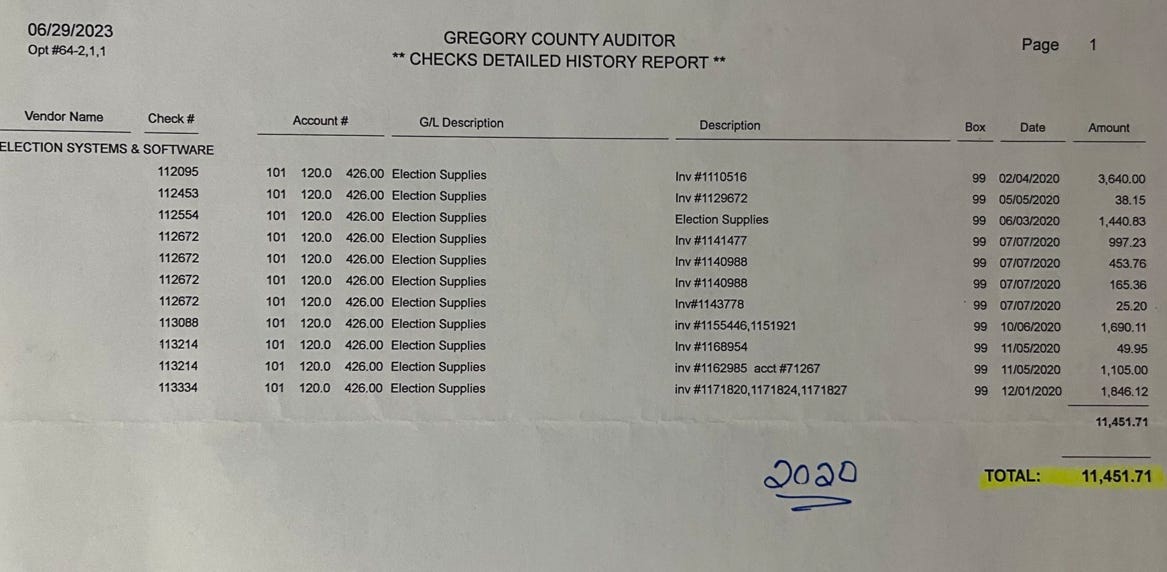 06/29/2023
Opt #64-2,1,1
GREGORY COUNTY AUDITOR
** CHECKS DETAILED HISTORY REPORT **
Page 1
Vendor Name Check # Account # G/L Description Description Box Date Amount
ELECTION SYSTEMS & SOFTWARE
112095 101 120.0 426.00 Election Supplies Inv #1110516 99 02/04/2020 3,640.00
112453 101 120.0 426.00 Election Supplies Inv #1129672 99 05/05/2020 38.15
112554 101 120.0 426.00 Election Supplies Election Supplies 99 06/03/2020 1,440.83
112672 101 120.0 426.00 Election Supplies Inv #1141477 99 07/07/2020 997.23
112672 101 120.0 426.00 Election Supplies Inv #1140988 99 07/07/2020 453.76
112672 101 120.0 426.00 Election Supplies Inv #1140988 99 07/07/2020 165.36
112672 101 120.0 426.00 Election Supplies Inv#1143778 99 07/07/2020 25.20
113088 101 120.0 426.00 Election Supplies inv #1155446,1151921 99 10/06/2020 1,690.11
113214 101 120.0 426.00 Election Supplies Inv #1168954 99 11/05/2020 49.95
113214 101 120.0 426.00 Election Supplies inv #1162985 acct #71267 99 11/05/2020 1,105.00
113334 101 120.0 426.00 Election Supplies inv #1171820,1171824,1171827 99 12/01/2020 1,846.12
11,451.71
2020
TOTAL: 11,451.71